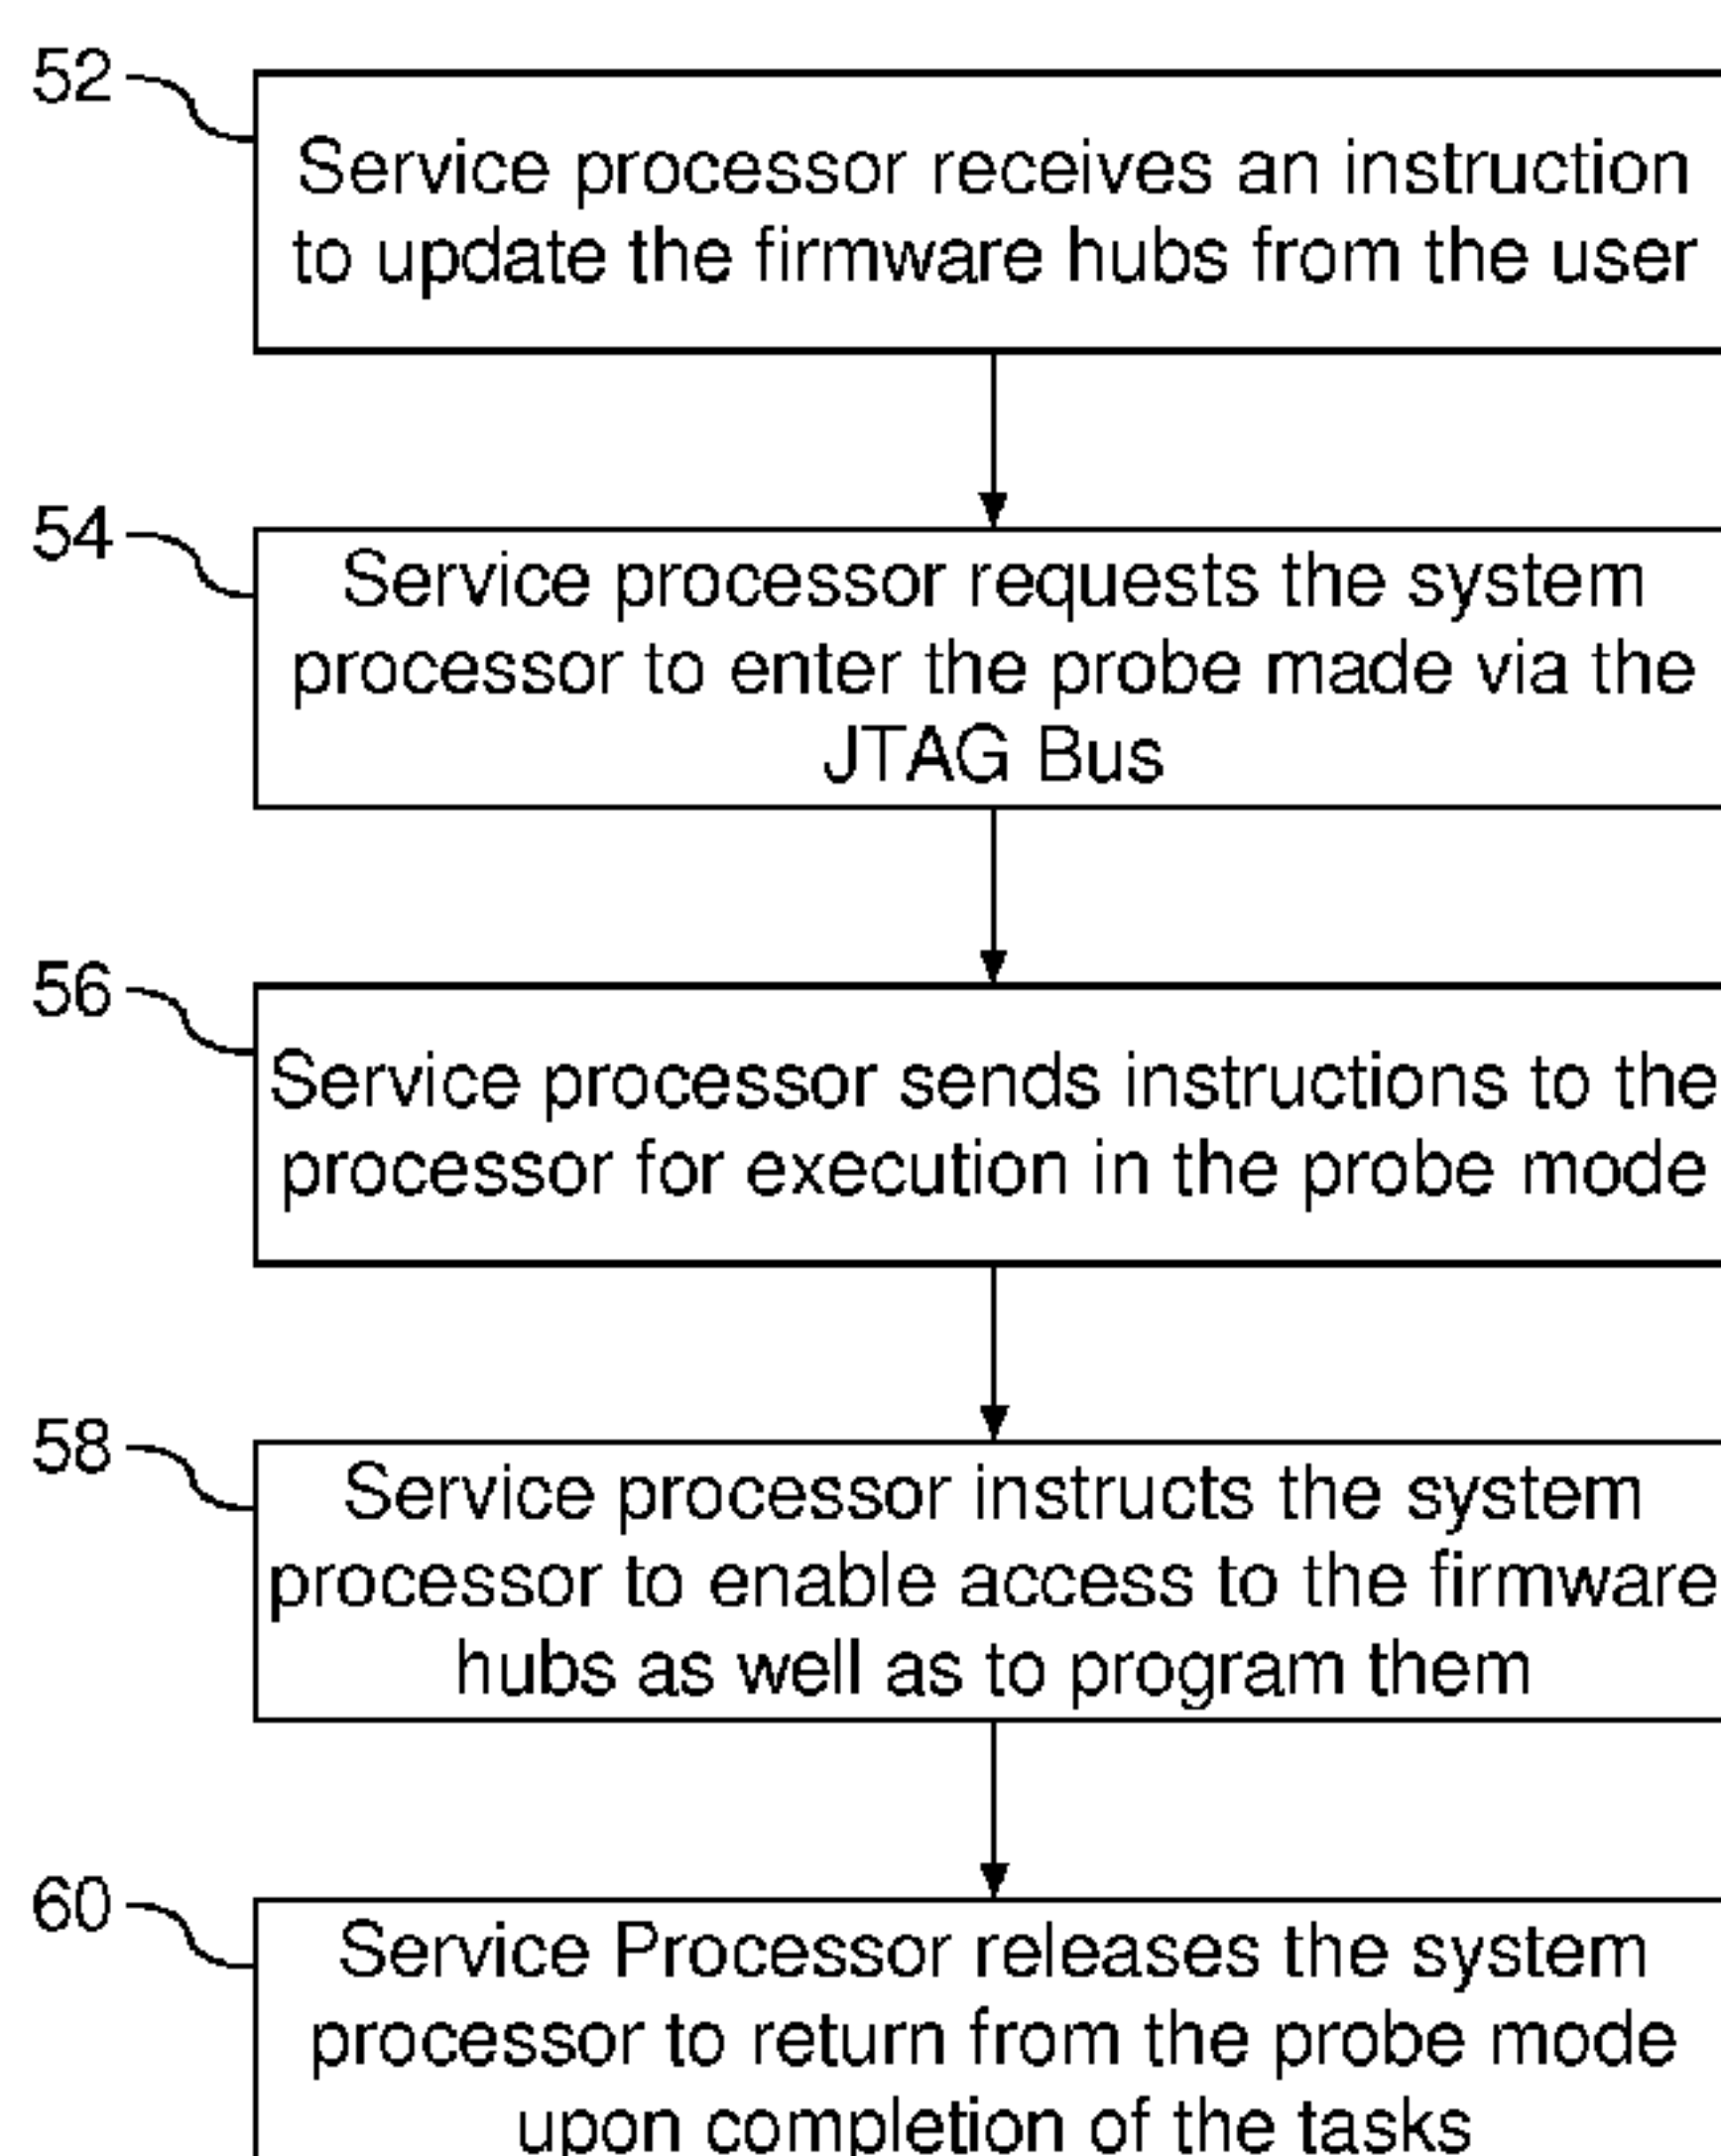 52
Service processor receives an instruction
to update the firmware hubs from the user
54
Service processor requests the system
processor to enter the probe made via the
JTAG Bus
56
Service processor sends instructions to the
processor for execution in the probe mode
58
Service processor instructs the system
processor to enable access to the firmware
hubs as well as to program them
60
Service Processor releases the system
processor to return from the probe mode
upon completion of the tasks